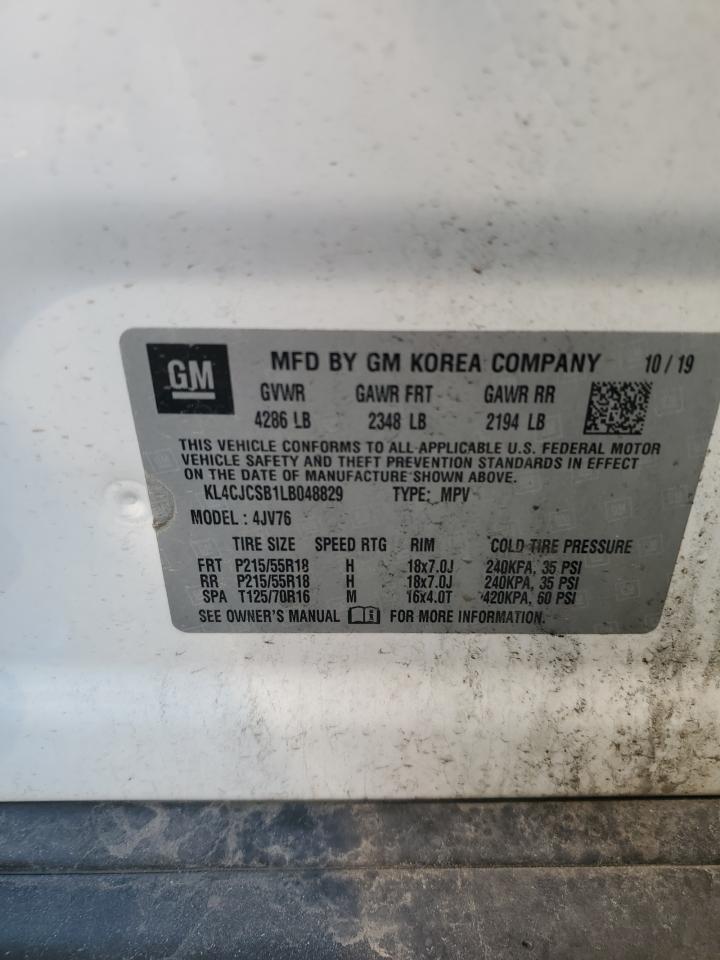 GM MFD BY GM KOREA COMPANY 10 / 19
GVWR GAWR FRT GAWR RR
4286 LB 2348 LB 2194 LB
THIS VEHICLE CONFORMS TO ALL APPLICABLE U.S. FEDERAL MOTOR
VEHICLE SAFETY AND THEFT PREVENTION STANDARDS IN EFFECT
ON THE DATE OF MANUFACTURE SHOWN ABOVE.
KL4CJCSB1LB048829 TYPE: MPV
MODEL : 4JV76
TIRE SIZE SPEED RTG RIM COLD TIRE PRESSURE
FRT P215/55R18 H 18x7.0J 240KPA, 35 PSI
RR P215/55R18 H 18x7.0J 240KPA, 35 PSI
SPA T125/70R16 M 16x4.0T 420KPA, 60 PSI
SEE OWNER'S MANUAL FOR MORE INFORMATION.